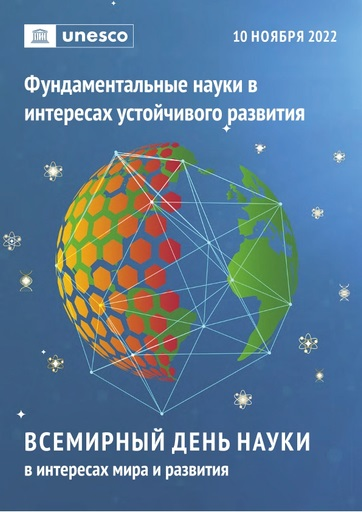 unesco
10 НОЯБРЯ 2022
Фундаментальные науки в
интересах устойчивого развития
ВСЕМИРНЫЙ ДЕНЬ НАУКИ
в интересах мира и развития